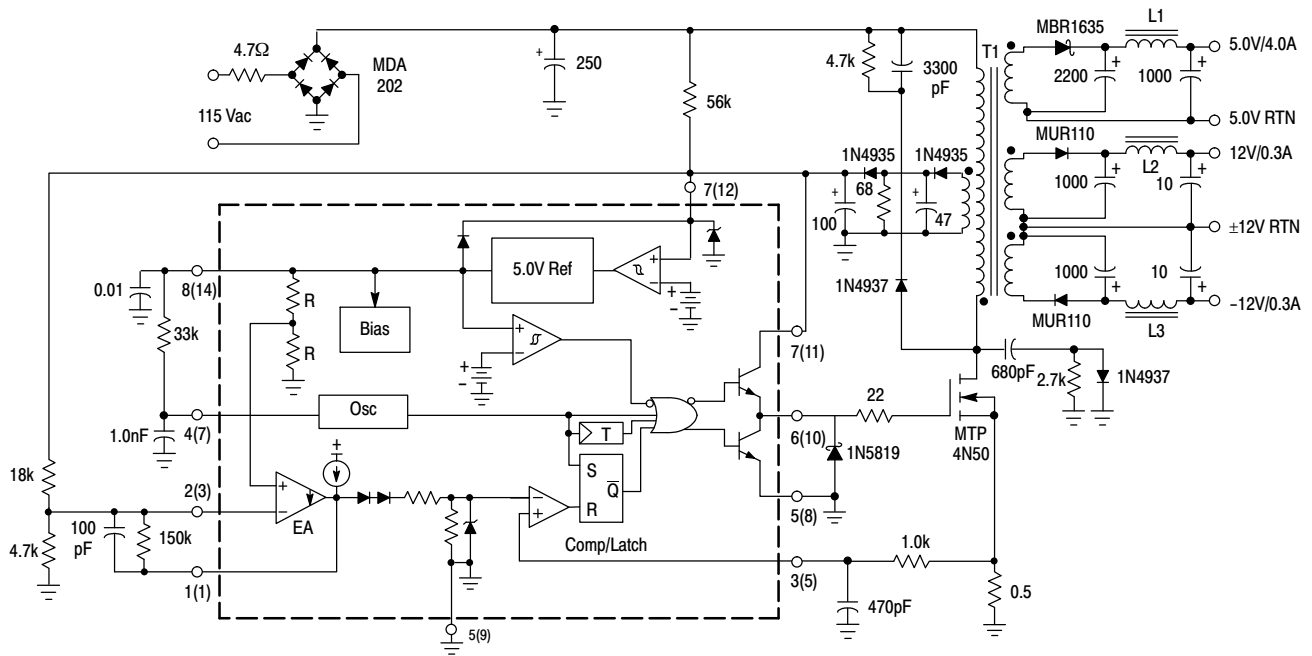 4.7Ω
MDA
202
115 Vac
+
250
56k
4.7k
3300
pF
T1
MBR1635
L1
5.0V/4.0A
+
2200
+
1000
5.0V RTN
MUR110
12V/0.3A
L2
1000
+
10
+
±12V RTN
1000
+
10
+
MUR110
–12V/0.3A
L3
1N4935
1N4935
68
+
100
+
47
7(12)
1N4937
0.01
8(14)
33k
R
R
Bias
5.0V Ref
+
–
+
–
+
–
+
–
7(11)
680pF
2.7k
1N4937
Osc
4(7)
1.0nF
T
22
6(10)
1N5819
MTP
4N50
18k
2(3)
+
–
EA
+
S
Q
R
–
+
Comp/Latch
5(8)
100
pF
150k
4.7k
1(1)
3(5)
1.0k
0.5
470pF
5(9)